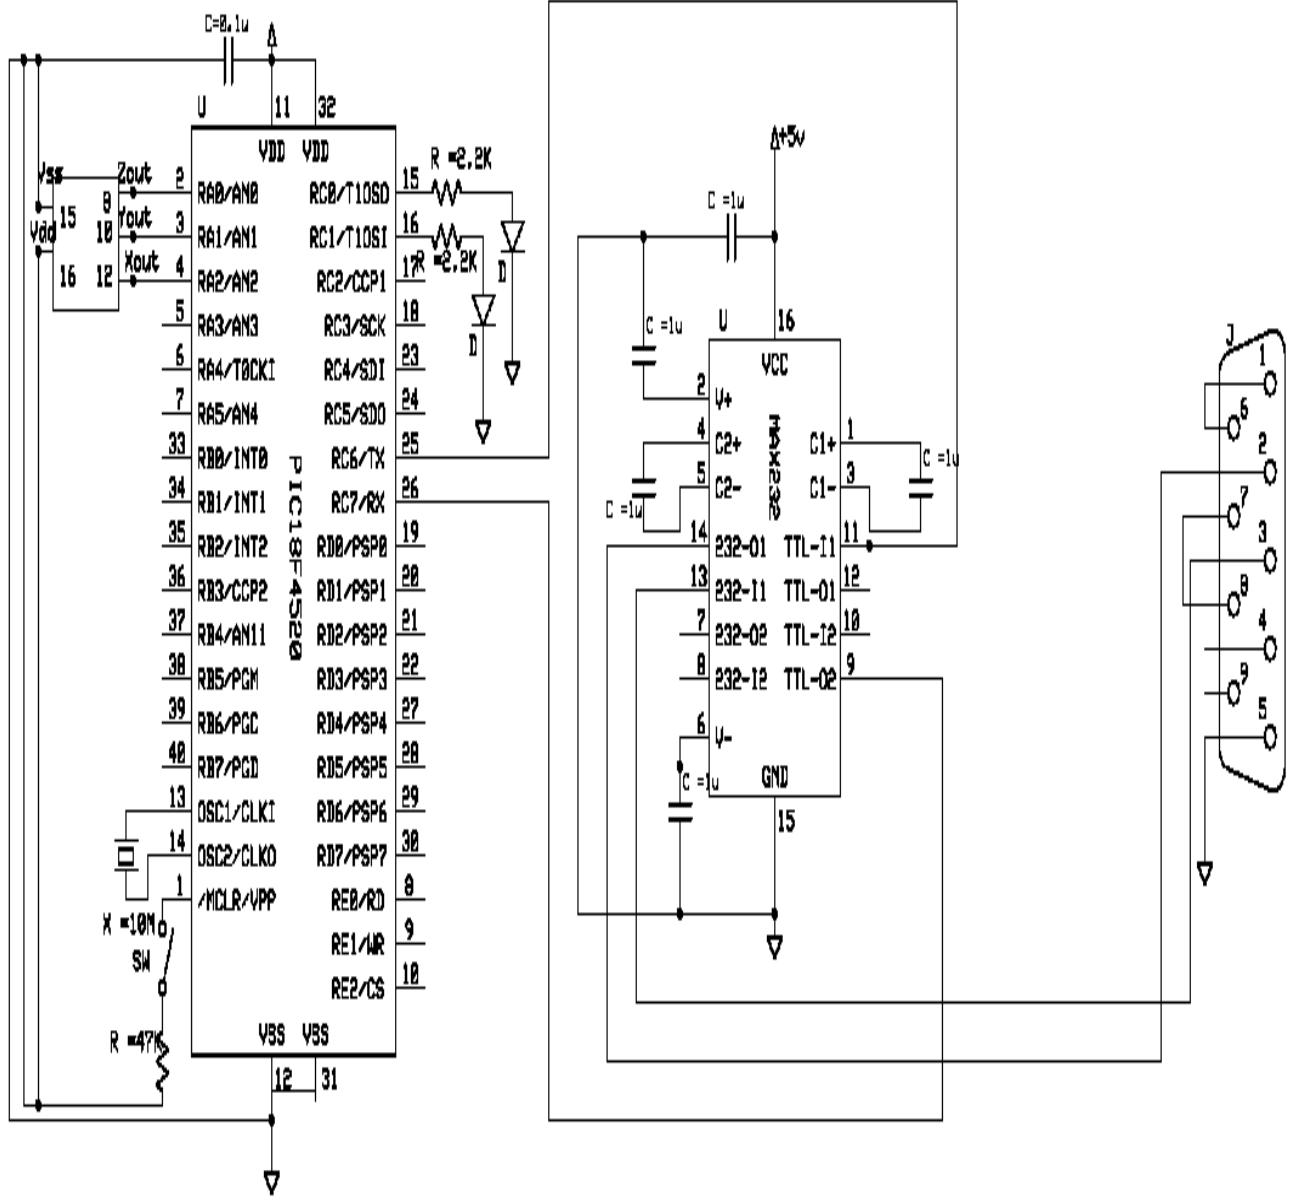 C=0.1u
U
11
32
VDD VDD
Vss
Zout
2
RA0/AN0
RC0/T1OSO
15
R =2.2K
15
8
Yout
3
RA1/AN1
RC1/T1OSI
16
Vdd
10
R =2.2K
16
12
Xout
4
RA2/AN2
RC2/CCP1
17
D
5
RA3/AN3
RC3/SCK
18
D
6
RA4/T0CKI
RC4/SDI
23
7
RA5/AN4
RC5/SDO
24
33
RB0/INT0
RC6/TX
25
34
RB1/INT1
RC7/RX
26
35
RB2/INT2
RD0/PSP0
19
36
RB3/CCP2
RD1/PSP1
20
37
RB4/AN11
RD2/PSP2
21
38
RB5/PGM
RD3/PSP3
22
39
RB6/PGC
RD4/PSP4
27
40
RB7/PGD
RD5/PSP5
28
13
OSC1/CLKI
RD6/PSP6
29
14
OSC2/CLKO
RD7/PSP7
30
1
/MCLR/VPP
RE0/RD
8
X =10M
RE1/WR
9
SW
RE2/CS
10
R =47K
VSS VSS
12
31
PIC18F4520
+5v
C =1u
C =1u
U
16
VCC
2
V+
4
C2+
C1+
1
C =1u
5
C2-
C1-
3
C =1u
14
232-O1
TTL-I1
11
13
232-I1
TTL-O1
12
7
232-O2
TTL-I2
10
8
232-I2
TTL-O2
9
6
V-
C =1u
GND
15
MAX232
J
1
6
2
7
3
8
4
9
5